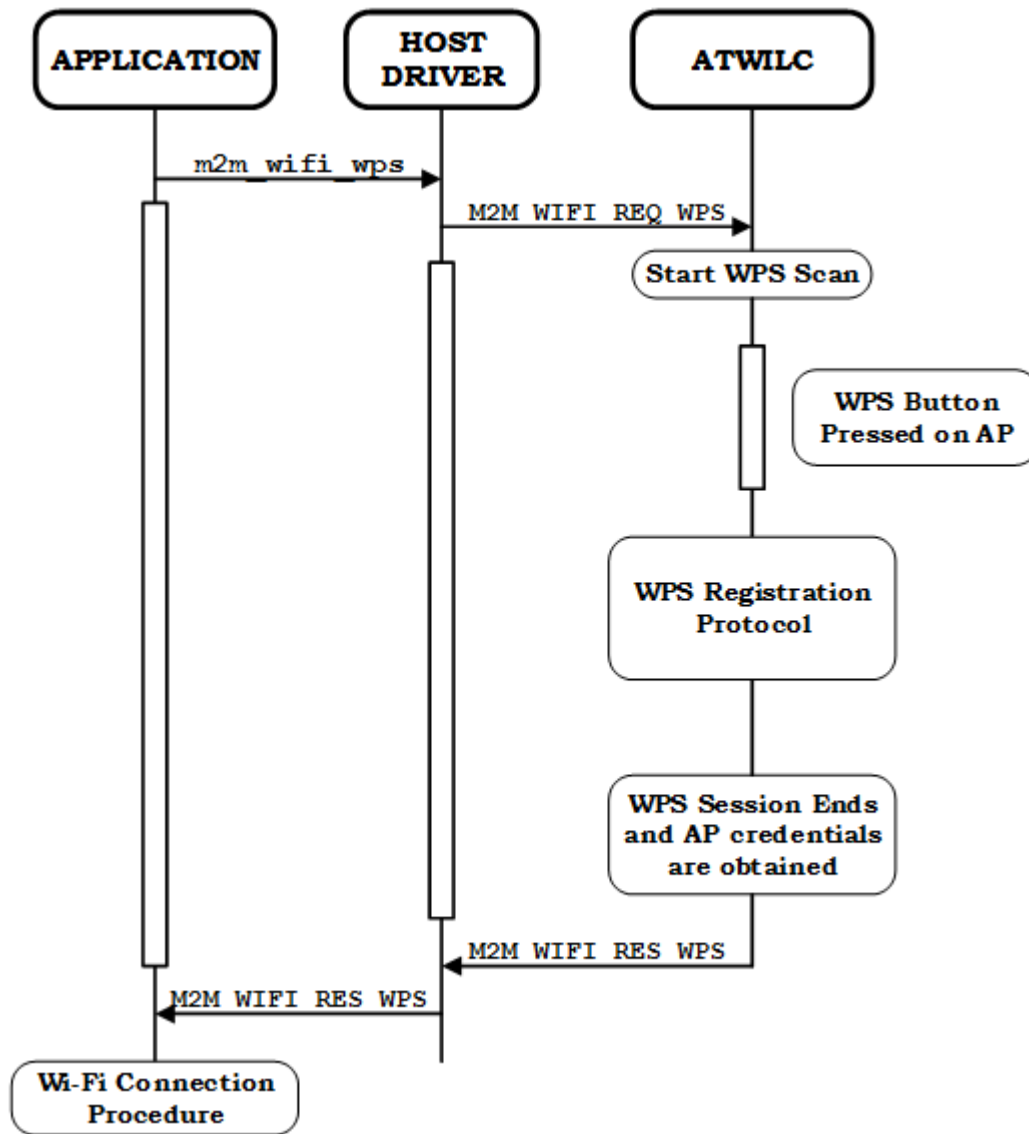 APPLICATION
HOST
DRIVER
ATWILC
m2m_wifi_wps
M2M WIFI REQ WPS
Start WPS Scan
WPS Button
Pressed on AP
WPS Registration
Protocol
WPS Session Ends
and AP credentials
are obtained
M2M WIFI RES WPS
M2M WIFI RES WPS
Wi-Fi Connection
Procedure